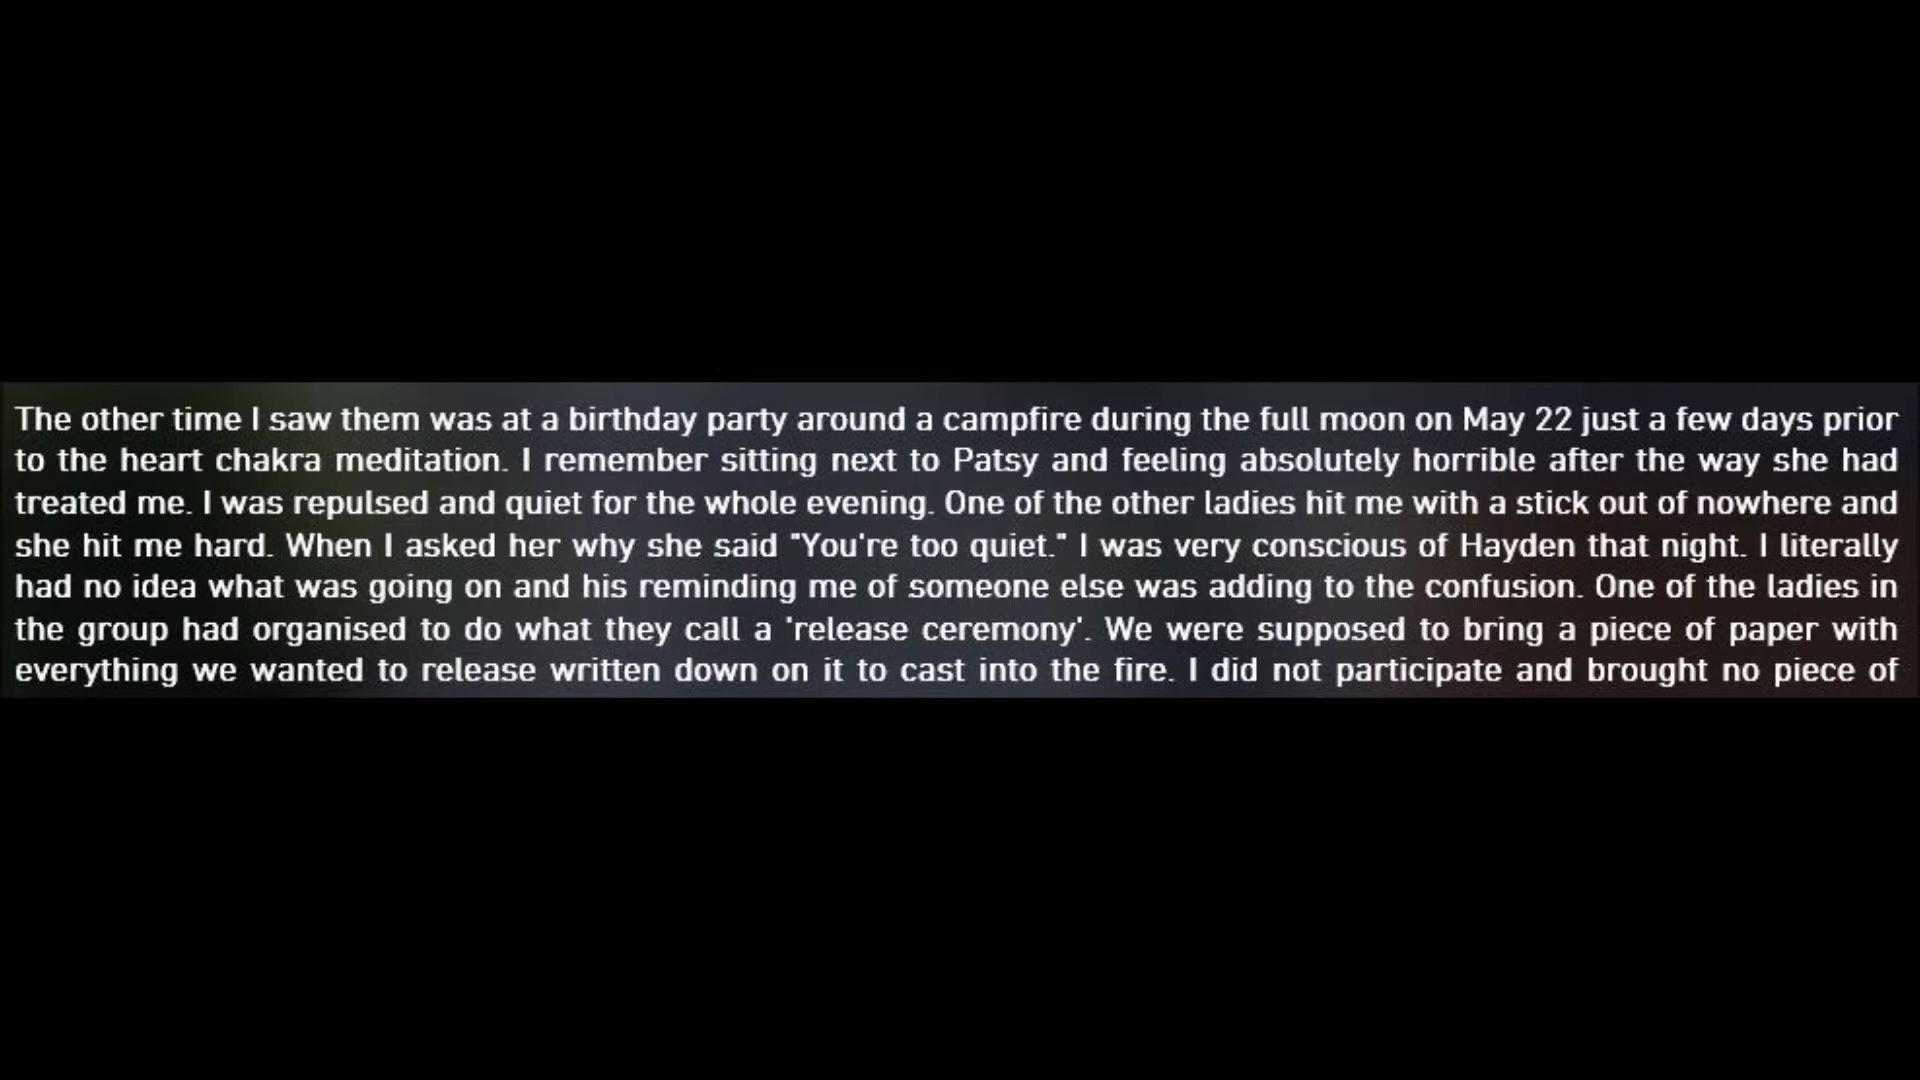 The other time I saw them was at a birthday party around a campfire during the full moon on May 22 just a few days prior
to the heart chakra meditation. I remember sitting next to Patsy and feeling absolutely horrible after the way she had
treated me. I was repulsed and quiet for the whole evening. One of the other ladies hit me with a stick out of nowhere and
she hit me hard. When I asked her why she said "You're too quiet." I was very conscious of Hayden that night. I literally
had no idea what was going on and his reminding me of someone else was adding to the confusion. One of the ladies in
the group had organised to do what they call a 'release ceremony'. We were supposed to bring a piece of paper with
everything we wanted to release written down on it to cast into the fire. I did not participate and brought no piece of